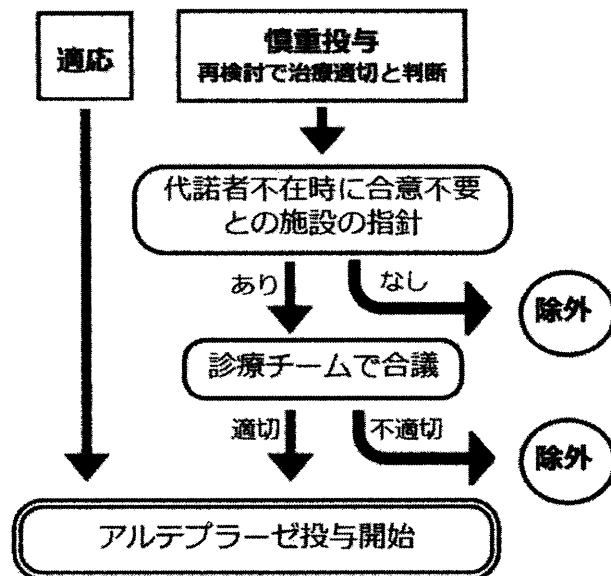 適応
慎重投与
再検討で治療適切と判断
代諾者不在時に合意不要
との施設の指針
あり
なし
除外
診療チームで合議
適切
不適切
除外
アルテプラーゼ投与開始